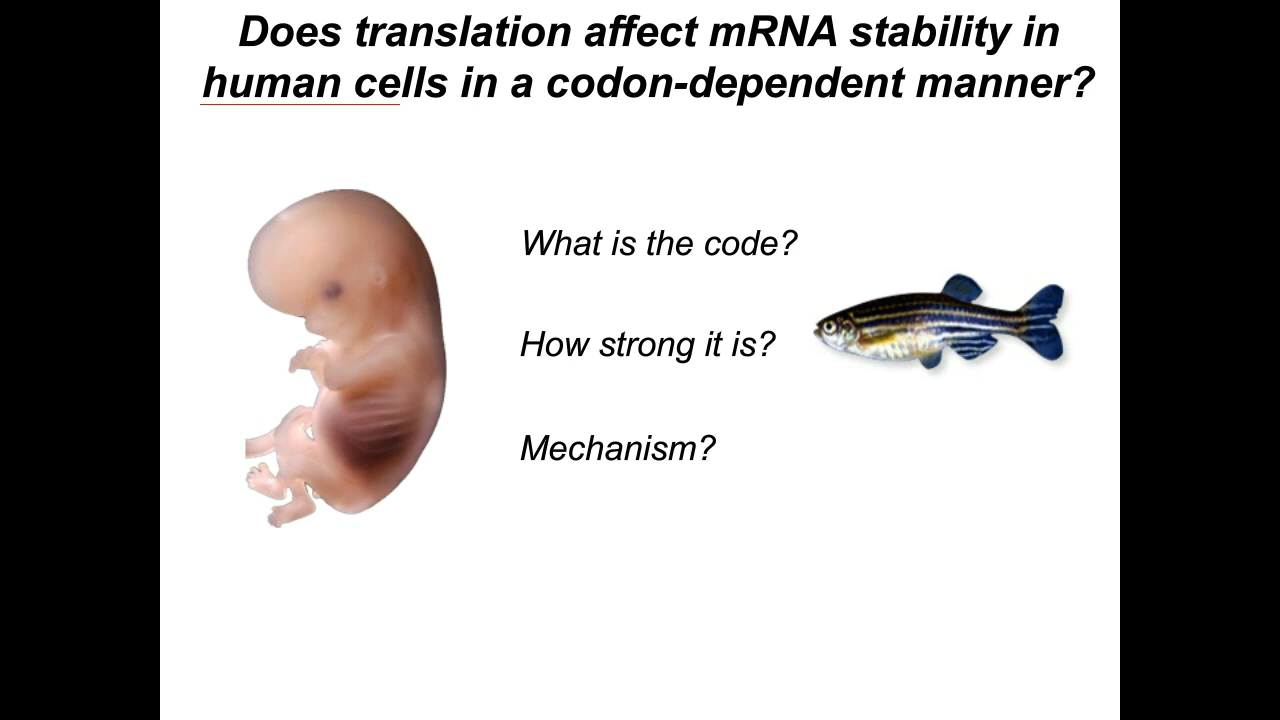 Does translation affect mRNA stability in
human cells in a codon-dependent manner?
What is the code?
How strong it is?
Mechanism?